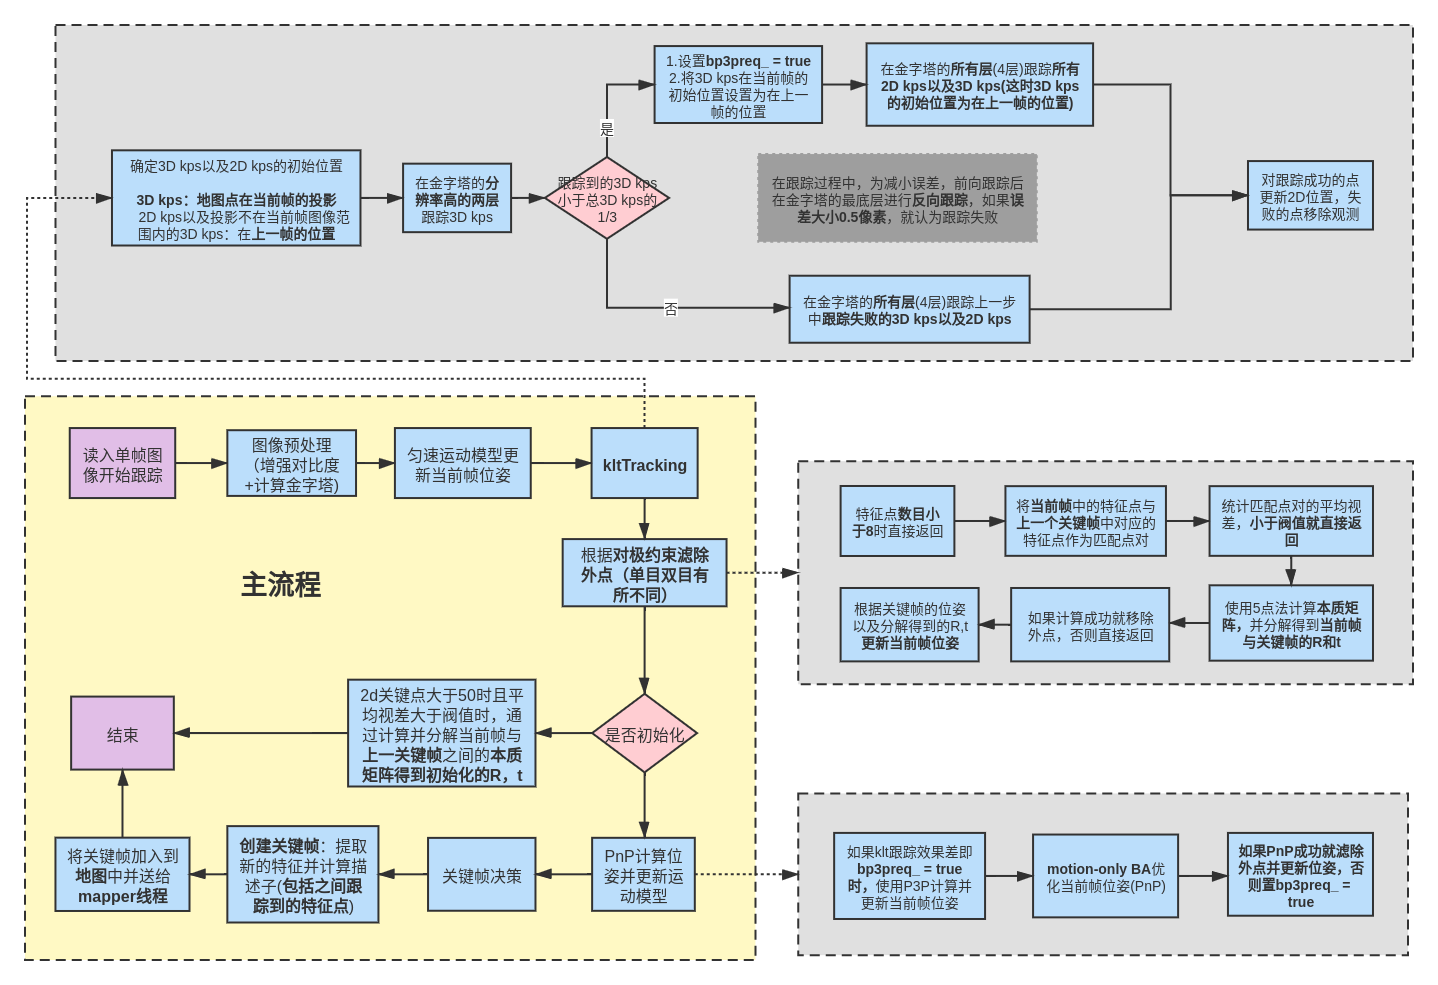 1.设置bp3preq_ = true
2.将3D kps在当前帧的
初始位置设置为在上一
帧的位置
在金字塔的所有层(4层)跟踪所有
2D kps以及3D kps(这时3D kps
的初始位置为在上一帧的位置)
是
确定3D kps以及2D kps的初始位置
3D kps：地图点在当前帧的投影
2D kps以及投影不在当前帧图像范
围内的3D kps：在上一帧的位置
在金字塔的分
辨率高的两层
跟踪3D kps
跟踪到的3D kps
小于总3D kps的
1/3
在跟踪过程中，为减小误差，前向跟踪后
在金字塔的最底层进行反向跟踪，如果误
差大小0.5像素，就认为跟踪失败
对跟踪成功的点
更新2D位置，失
败的点移除观测
否
在金字塔的所有层(4层)跟踪上一步
中跟踪失败的3D kps以及2D kps
读入单帧图
像开始跟踪
图像预处理
（增强对比度
+计算金字塔)
匀速运动模型更
新当前帧位姿
kltTracking
根据对极约束滤除
外点（单目双目有
所不同）
主流程
特征点数目小
于8时直接返回
将当前帧中的特征点与
上一个关键帧中对应的
特征点作为匹配点对
统计匹配点对的平均视
差，小于阀值就直接返
回
根据关键帧的位姿
以及分解得到的R,t
更新当前帧位姿
如果计算成功就移除
外点，否则直接返回
使用5点法计算本质矩
阵，并分解得到当前帧
与关键帧的R和t
结束
2d关键点大于50时且平
均视差大于阀值时，通
过计算并分解当前帧与
上一关键帧之间的本质
矩阵得到初始化的R，t
是否初始化
将关键帧加入到
地图中并送给
mapper线程
创建关键帧：提取
新的特征并计算描
述子(包括之间跟
踪到的特征点)
关键帧决策
PnP计算位
姿并更新运
动模型
如果klt跟踪效果差即
bp3preq_ = true
时，使用P3P计算并
更新当前帧位姿
motion-only BA优
化当前帧位姿(PnP)
如果PnP成功就滤除
外点并更新位姿，否
则置bp3preq_ =
true